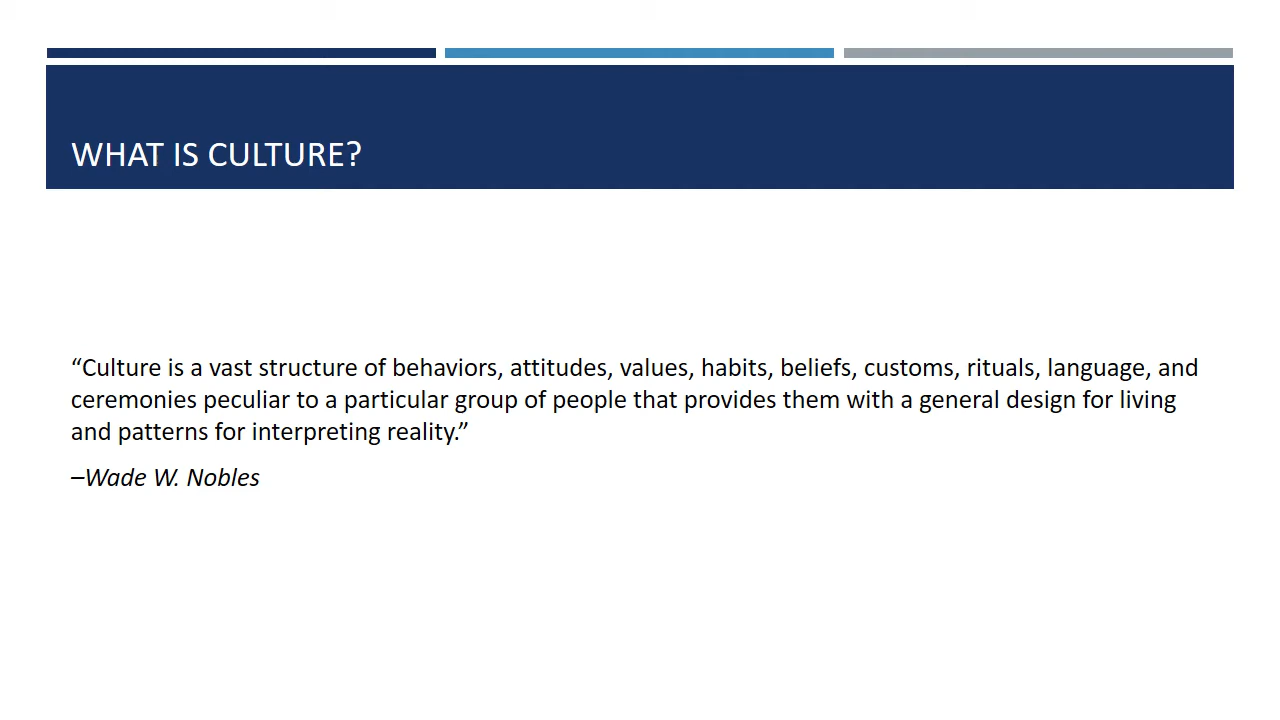 WHAT IS CULTURE?
“Culture is a vast structure of behaviors, attitudes, values, habits, beliefs, customs, rituals, language, and
ceremonies peculiar to a particular group of people that provides them with a general design for living
and patterns for interpreting reality.”
–Wade W. Nobles